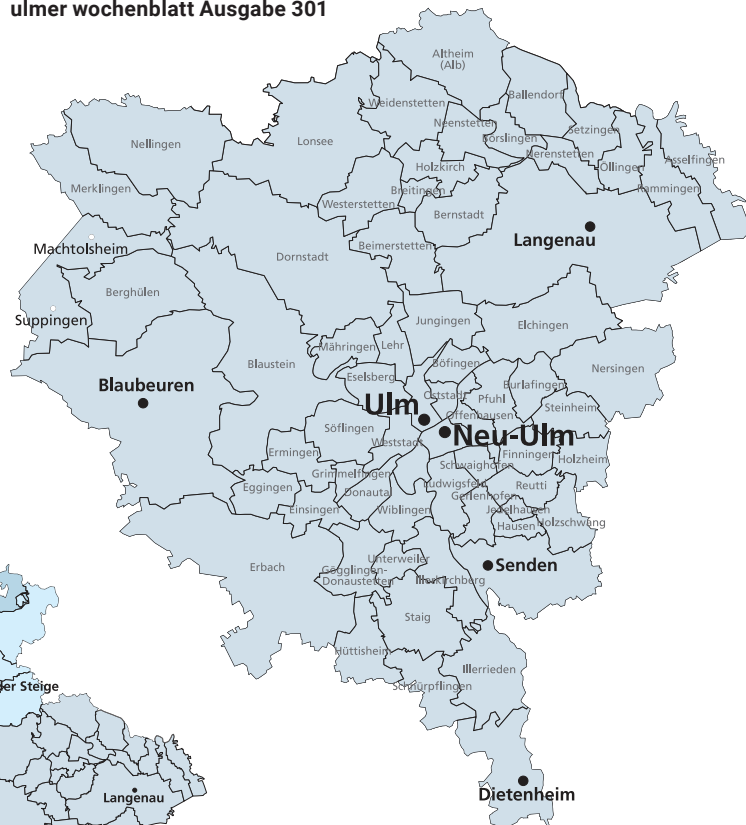 ulmer wochenblatt Ausgabe 301
Altheim
(Alb)
Ballendorf
Weidenstetten
Neenstetten
Börslingen
Setzingen
Nellingen
Lonsee
Nerenstetten
Öllingen
Asselfingen
Holzkirch
Merklingen
Breitingen
Rammingen
Westerstetten
Bernstadt
Langenau
Machtolsheim
Beimerstetten
Dornstadt
Berghülen
Suppingen
Jungingen
Elchingen
Mähringen
Lehr
Blaustein
Böfingen
Nersingen
Eselsberg
Blaubeuren
Burlafingen
Oststadt
Pfuhl
Ulm
Steinheim
Offenhausen
Söflingen
Neu-Ulm
Weststadt
Ermingen
Finningen
Holzheim
Schwaighofen
Grimmelfingen
Ludwigsfeld
Reutti
Eggingen
Donautal
Gerlenhofen
Einsingen
Wiblingen
Jedelhausen
Hausen
Holzschwang
Unterweiler
Erbach
Senden
Gögglingen-
Donaustetten
Illerkirchberg
Staig
Hüttisheim
Illerrieden
Schnürpflingen
er Steige
Dietenheim
Langenau